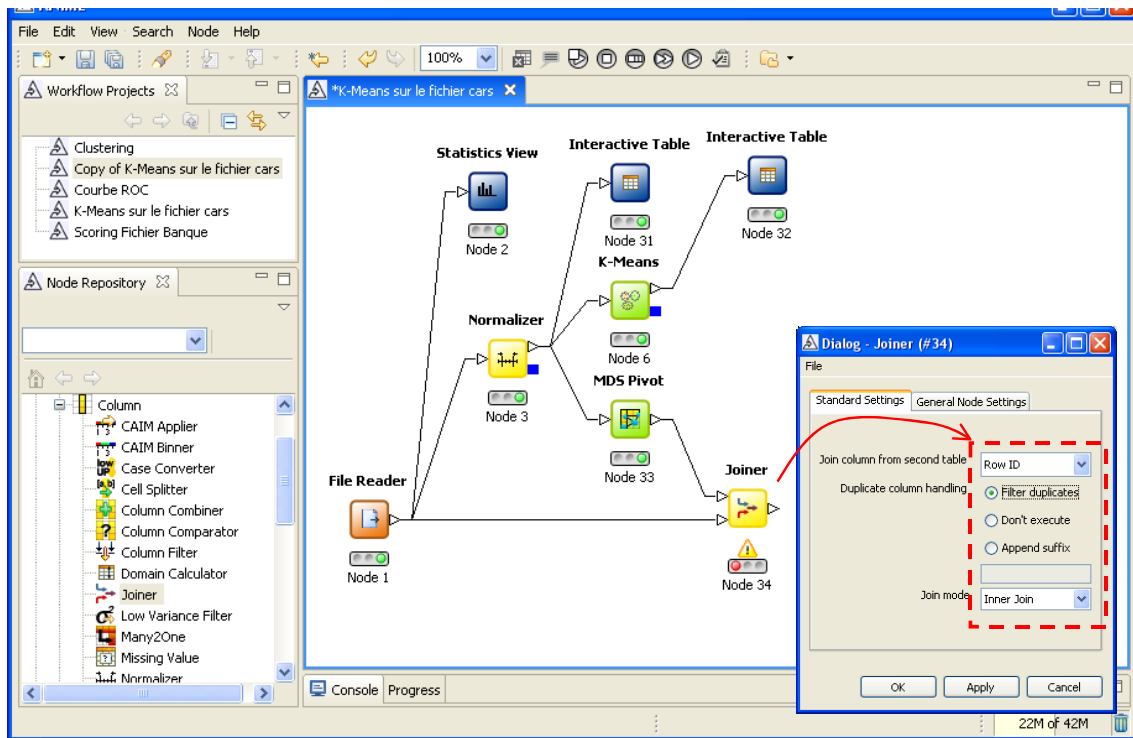 File Edit View Search Node Help
100%
Workflow Projects
Clustering
Copy of K-Means sur le fichier cars
Courbe ROC
K-Means sur le fichier cars
Scoring Fichier Banque
Node Repository
Column
CAIM Applier
CAIM Binner
Case Converter
Cell Splitter
Column Combiner
Column Comparator
Column Filter
Domain Calculator
Joiner
Low Variance Filter
Many2One
Missing Value
Normalizer
*K-Means sur le fichier cars
Statistics View
Node 2
Interactive Table
Node 31
Interactive Table
Node 32
K-Means
Node 6
Normalizer
Node 3
MDS Pivot
Node 33
File Reader
Node 1
Joiner
Node 34
Dialog - Joiner (#34)
File
Standard Settings General Node Settings
Join column from second table Row ID
Duplicate column handling Filter duplicates
Don't execute
Append suffix
Join mode Inner Join
OK Apply Cancel
Console Progress
22M of 42M